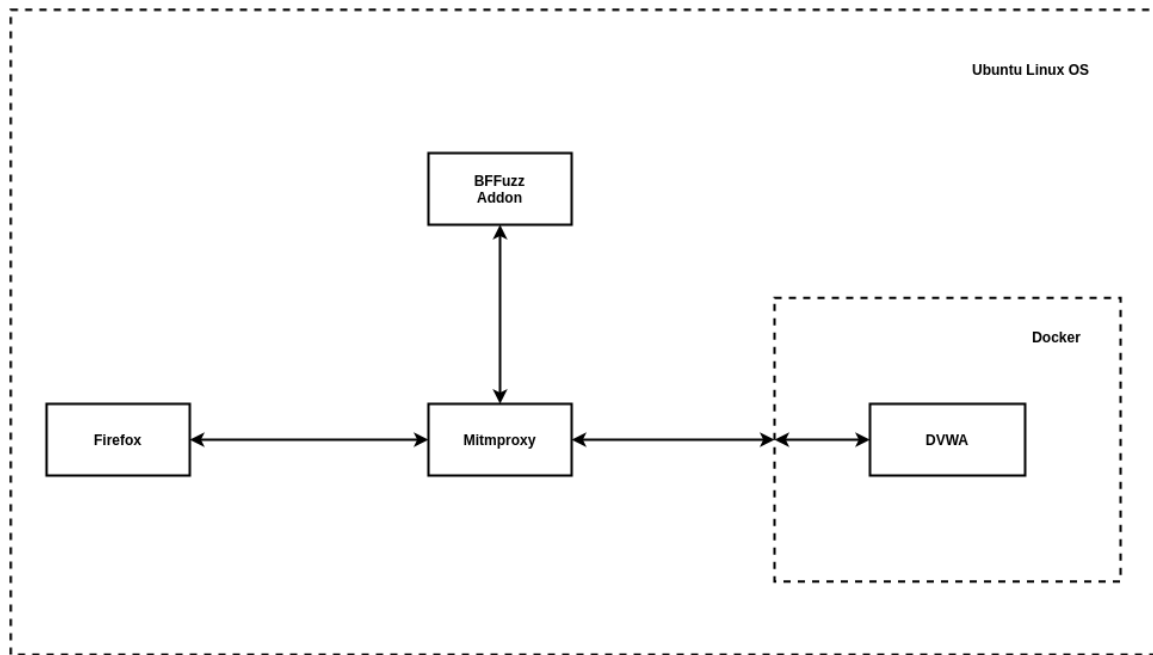 Ubuntu Linux OS
BFFuzz
Addon
Docker
Firefox
Mitmproxy
DVWA